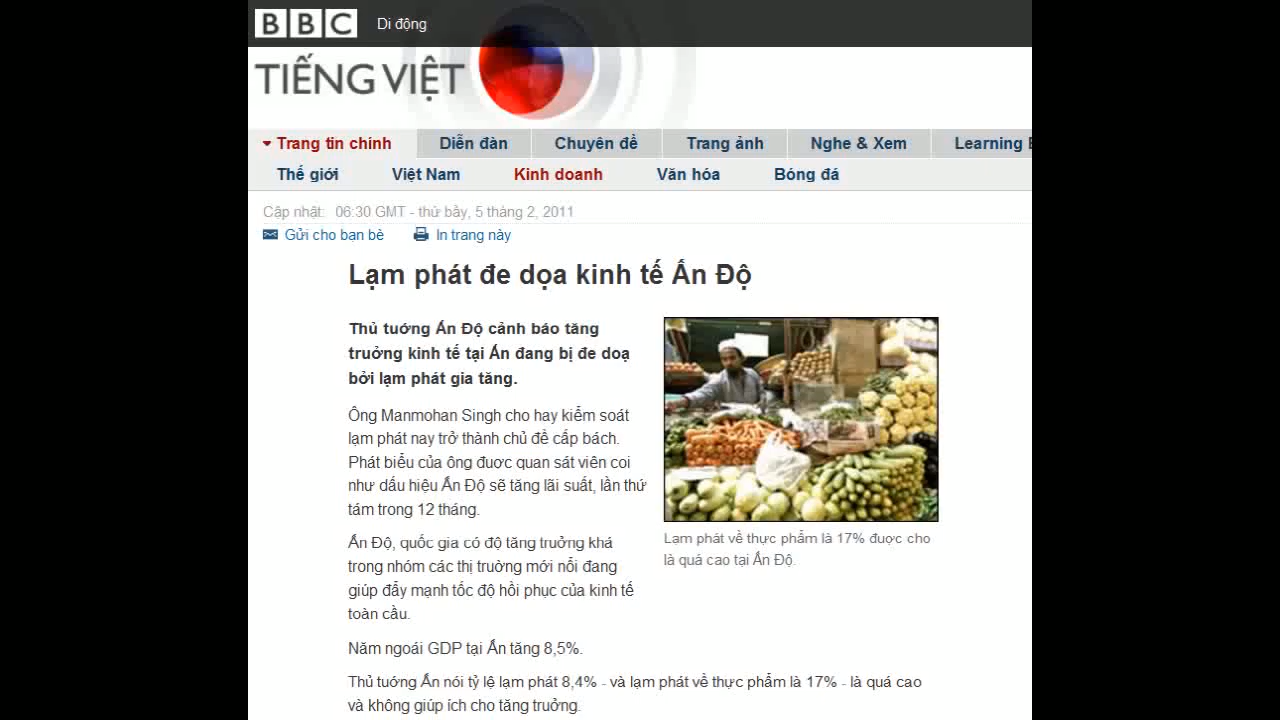 BBC Di động
TIẾNG VIỆT
Trang tin chính Diễn đàn Chuyên đề Trang ảnh Nghe & Xem Learning E
Thế giới Việt Nam Kinh doanh Văn hóa Bóng đá
Cập nhật: 06:30 GMT - thứ bảy, 5 tháng 2, 2011
Gửi cho bạn bè In trang này
Lạm phát đe dọa kinh tế Ấn Độ
Thủ tuớng Ấn Độ cảnh báo tăng
truởng kinh tế tại Ấn đang bị đe doạ
bởi lạm phát gia tăng.
Ông Manmohan Singh cho hay kiểm soát
lạm phát nay trở thành chủ đề cấp bách.
Phát biểu của ông đuơc quan sát viên coi
như dấu hiệu Ấn Độ sẽ tăng lãi suất, lần thứ
tám trong 12 tháng.
Ấn Độ, quốc gia có độ tăng truởng khá
trong nhóm các thị truờng mới nổi đang
giúp đẩy mạnh tốc độ hồi phục của kinh tế
toàn cầu.
Năm ngoái GDP tại Ấn tăng 8,5%.
Thủ tuớng Ấn nói tỷ lệ lạm phát 8,4% - và lạm phát về thực phẩm là 17% - là quá cao
và không giúp ích cho tăng truởng.
Lạm phát về thực phẩm là 17% đuợc cho
là quá cao tại Ấn Độ.